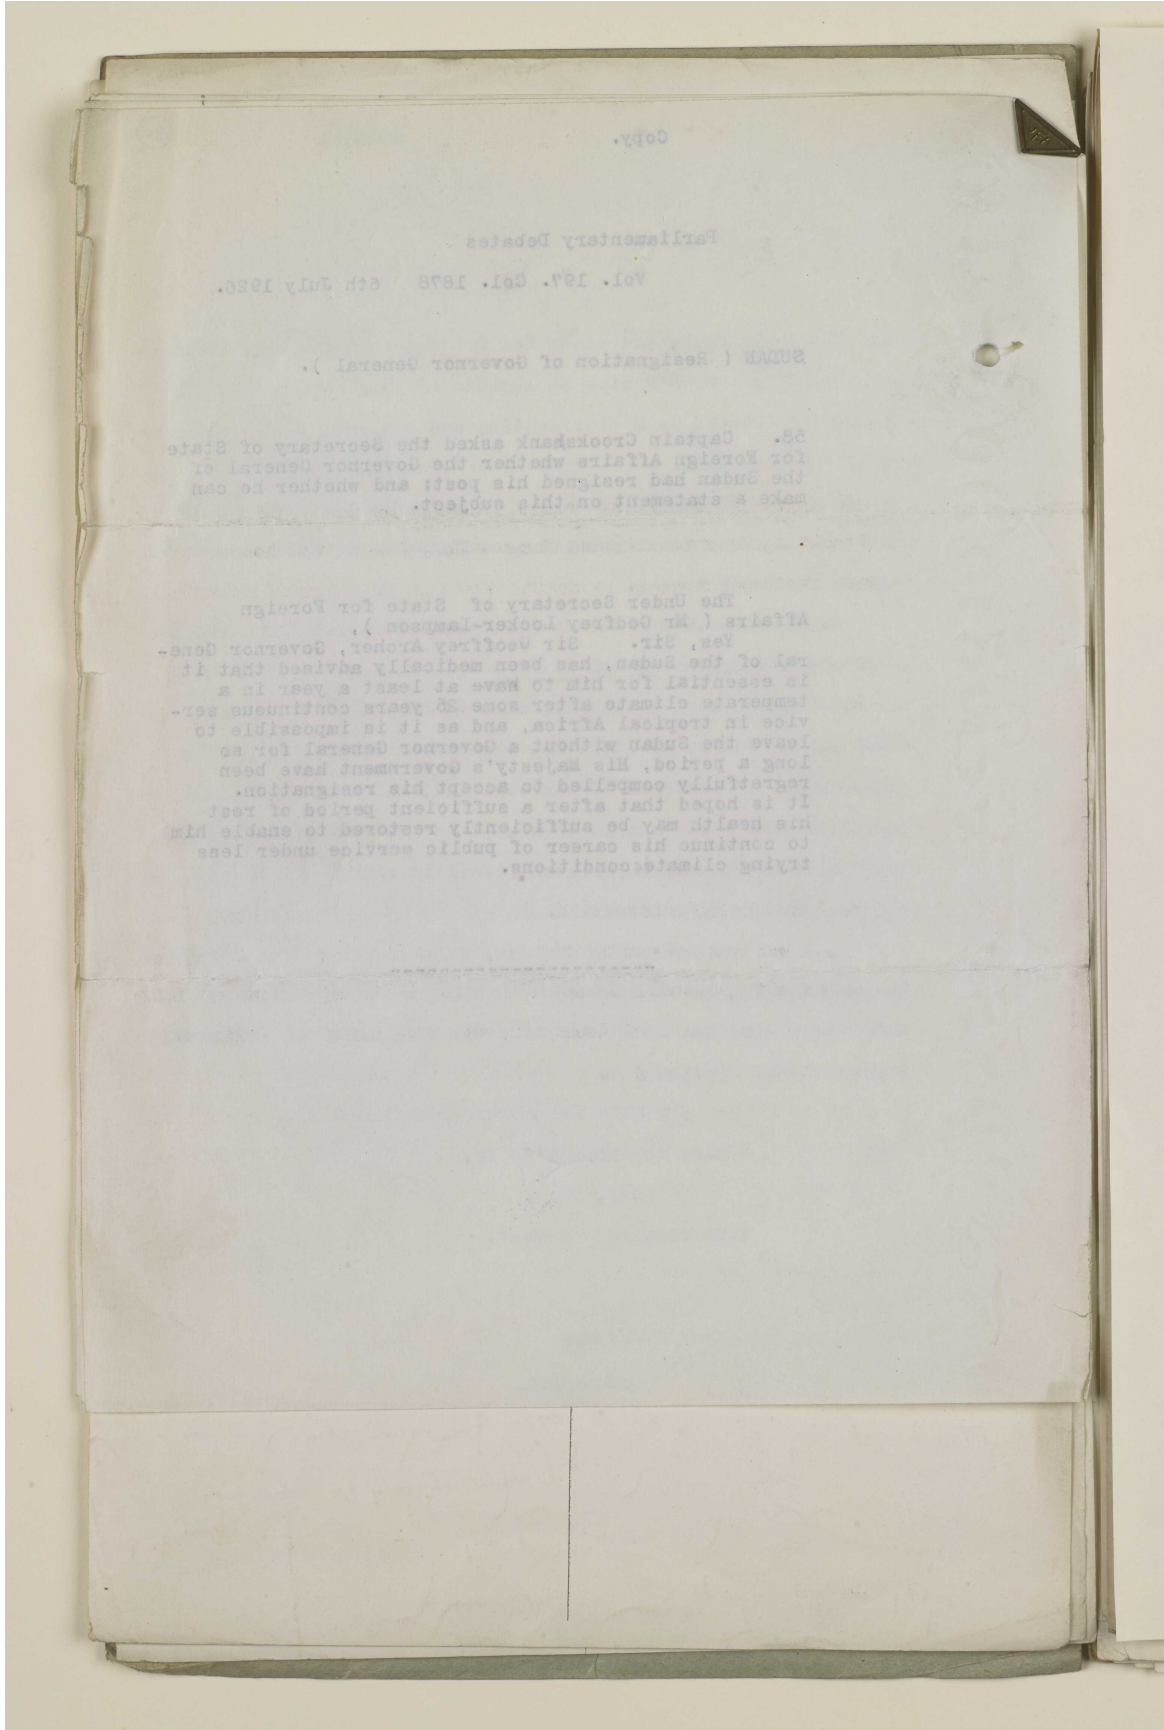 Copy.
Parliamentary Debates
Vol. 197. Col. 1878 6th July 1926.
SUDAN ( Resignation of Governor General ).
58. Captain Crookshank asked the Secretary of State
for Foreign Affairs whether the Governor General of
the Sudan had resigned his post; and whether he can
make a statement on this subject.
The Under Secretary of State for Foreign
Affairs ( Mr Godfrey Locker-Lampson ),
Yes, Sir. Sir Geoffrey Archer, Governor Gene-
ral of the Sudan, has been medically advised that it
is essential for him to have at least a year in a
temperate climate after some 25 years continuous ser-
vice in tropical Africa, and as it is impossible to
leave the Sudan without a Governor General for so
long a period, His Majesty's Government have been
regretfully compelled to accept his resignation.
It is hoped that after a sufficient period of rest
his health may be sufficiently restored to enable him
to continue his career of public service under less
trying climateconditions.